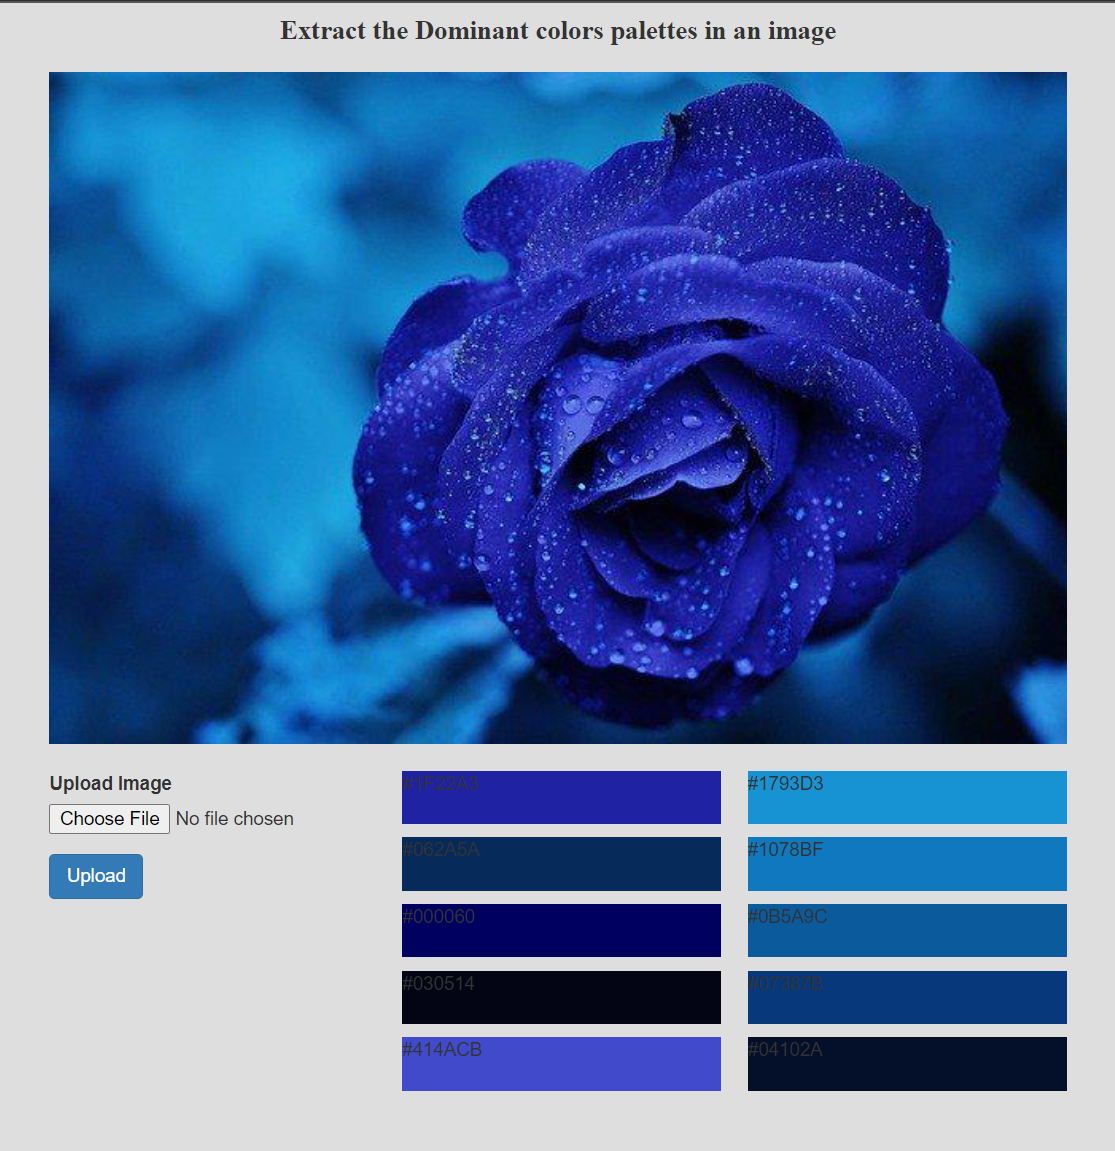 Extract the Dominant colors palettes in an image
Upload Image
Choose File No file chosen
Upload
#1F22A3
#1793D3
#062A5A
#1078BF
#000060
#0B5A9C
#030514
#07387B
#414ACB
#04102A